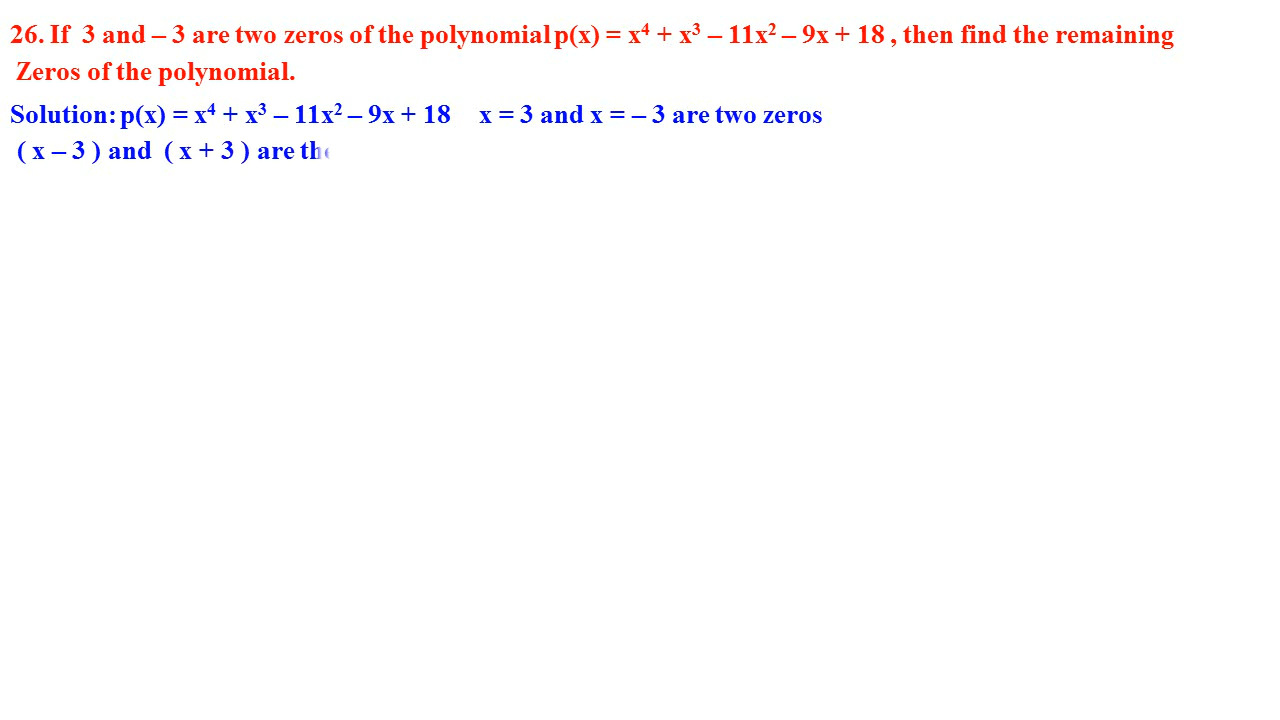 26. If 3 and – 3 are two zeros of the polynomial p(x) = x⁴ + x³ – 11x² – 9x + 18 , then find the remaining
Zeros of the polynomial.
Solution: p(x) = x⁴ + x³ – 11x² – 9x + 18 x = 3 and x = – 3 are two zeros
( x – 3 ) and ( x + 3 ) are